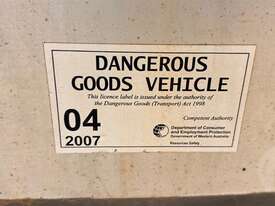 DANGEROUS
GOODS VEHICLE
This licence label is issued under the authority of
the Dangerous Goods (Transport) Act 1998
04
2007
Competent Authority
Department of Consumer
and Employment Protection
Government of Western Australia
Resources Safety